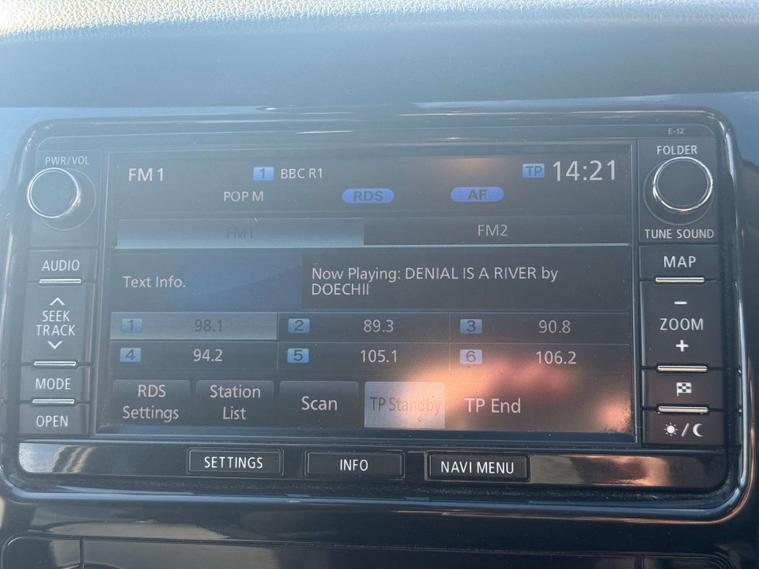 E-12
PWR/VOL
FOLDER
FM1 1 BBC R1 TP 14:21
POP M RDS AF
TUNE SOUND
FM1 FM2
AUDIO
MAP
Text Info.
Now Playing: DENIAL IS A RIVER by
DOECHII
SEEK
TRACK
− ZOOM +
1 98.1 2 89.3 3 90.8
4 94.2 5 105.1 6 106.2
MODE
OPEN
RDS
Settings
Station
List
Scan
TP Standby
TP End
SETTINGS INFO NAVI MENU